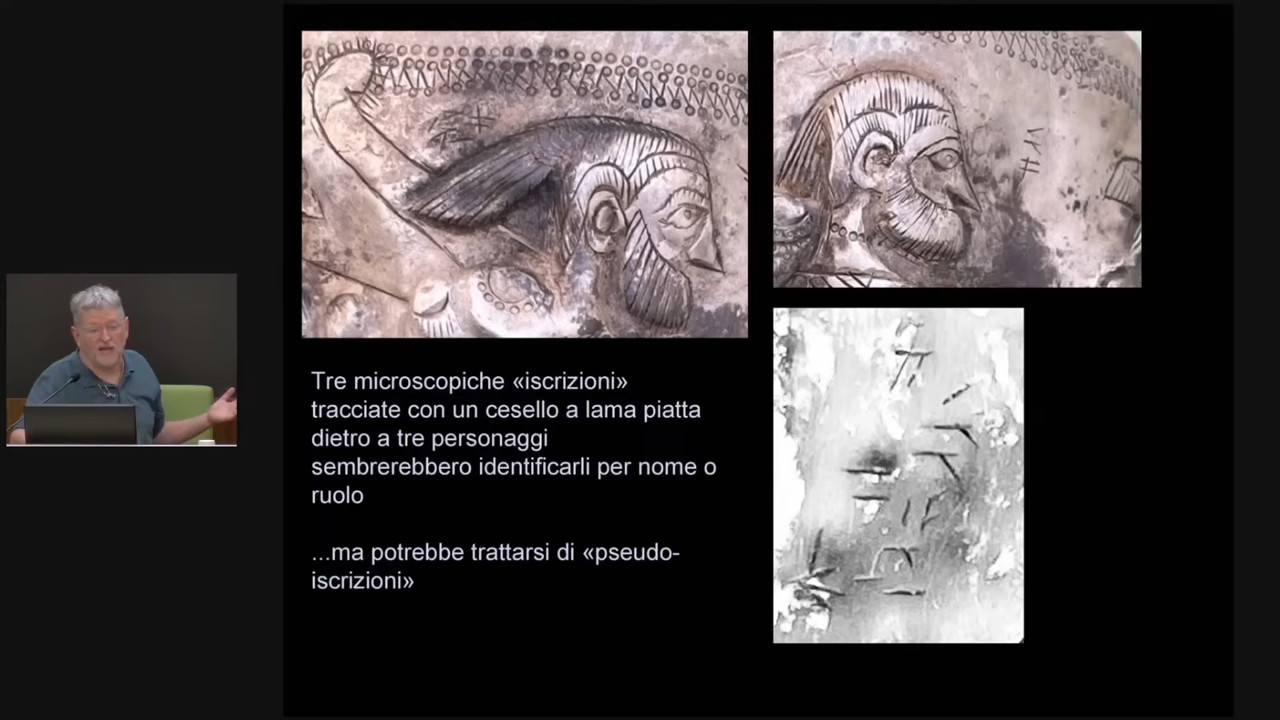 Tre microscopiche «iscrizioni»
tracciate con un cesello a lama piatta
dietro a tre personaggi
sembrerebbero identificarli per nome o
ruolo
...ma potrebbe trattarsi di «pseudo-
iscrizioni»